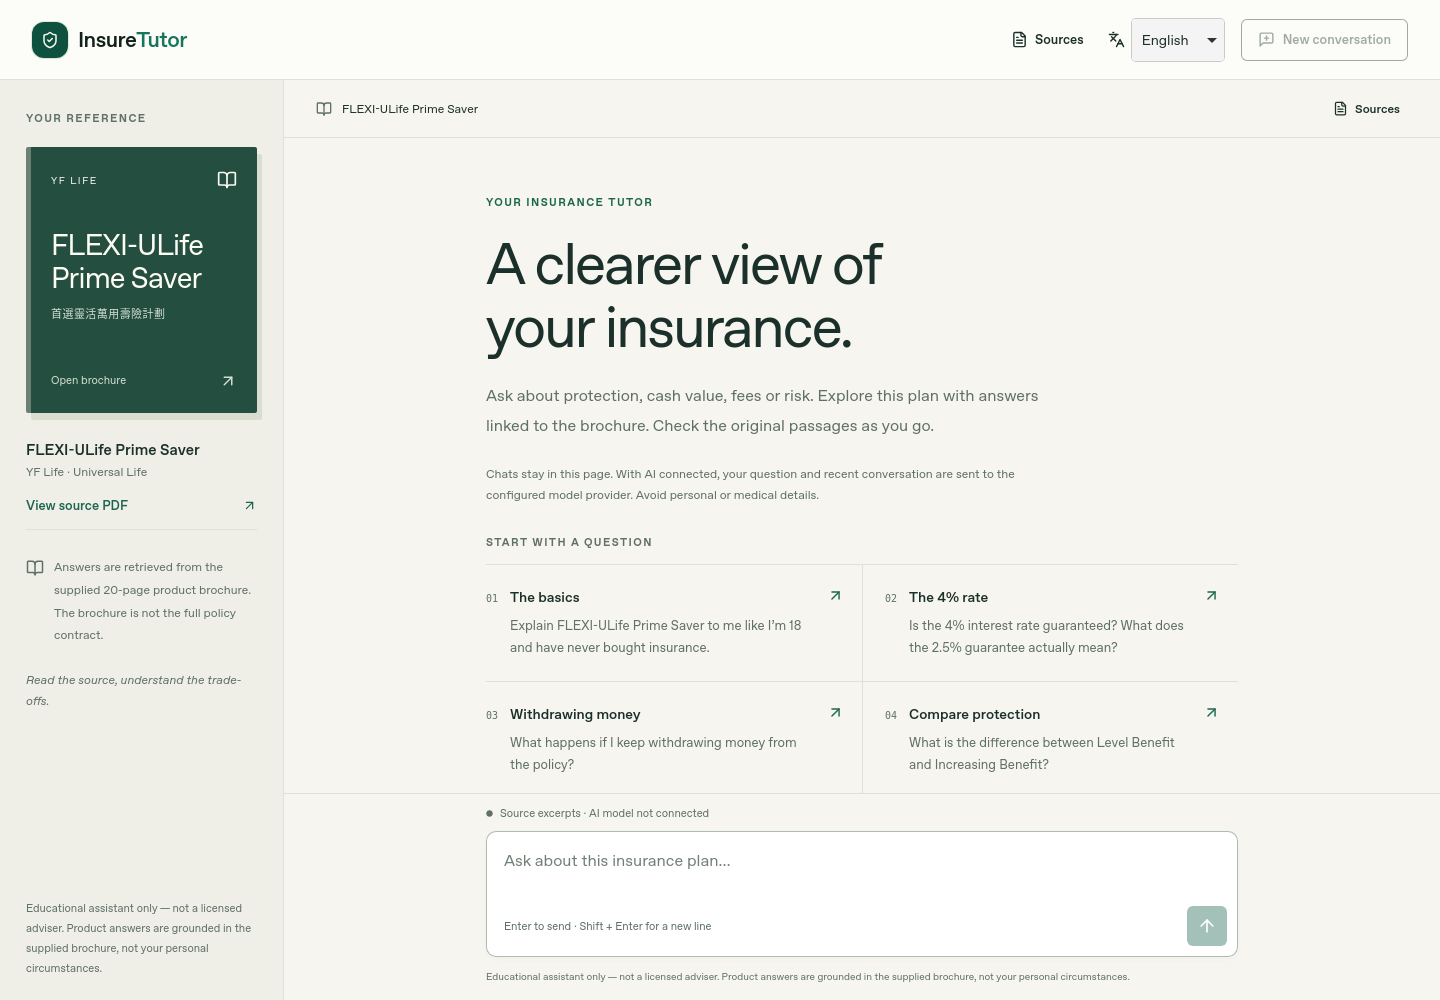 InsureTutor
Sources
English
New conversation
YOUR REFERENCE
YF LIFE
FLEXI-ULife
Prime Saver
首選靈活萬用壽險計劃
Open brochure
FLEXI-ULife Prime Saver
YF Life · Universal Life
View source PDF
Answers are retrieved from the
supplied 20-page product brochure.
The brochure is not the full policy
contract.
Read the source, understand the trade-
offs.
Educational assistant only — not a licensed
adviser. Product answers are grounded in the
supplied brochure, not your personal
circumstances.
FLEXI-ULife Prime Saver
Sources
YOUR INSURANCE TUTOR
A clearer view of
your insurance.
Ask about protection, cash value, fees or risk. Explore this plan with answers
linked to the brochure. Check the original passages as you go.
Chats stay in this page. With AI connected, your question and recent conversation are sent to the
configured model provider. Avoid personal or medical details.
START WITH A QUESTION
01 The basics
Explain FLEXI-ULife Prime Saver to me like I’m 18
and have never bought insurance.
02 The 4% rate
Is the 4% interest rate guaranteed? What does
the 2.5% guarantee actually mean?
03 Withdrawing money
What happens if I keep withdrawing money from
the policy?
04 Compare protection
What is the difference between Level Benefit
and Increasing Benefit?
Source excerpts · AI model not connected
Ask about this insurance plan...
Enter to send · Shift + Enter for a new line
Educational assistant only — not a licensed adviser. Product answers are grounded in the supplied brochure, not your personal circumstances.